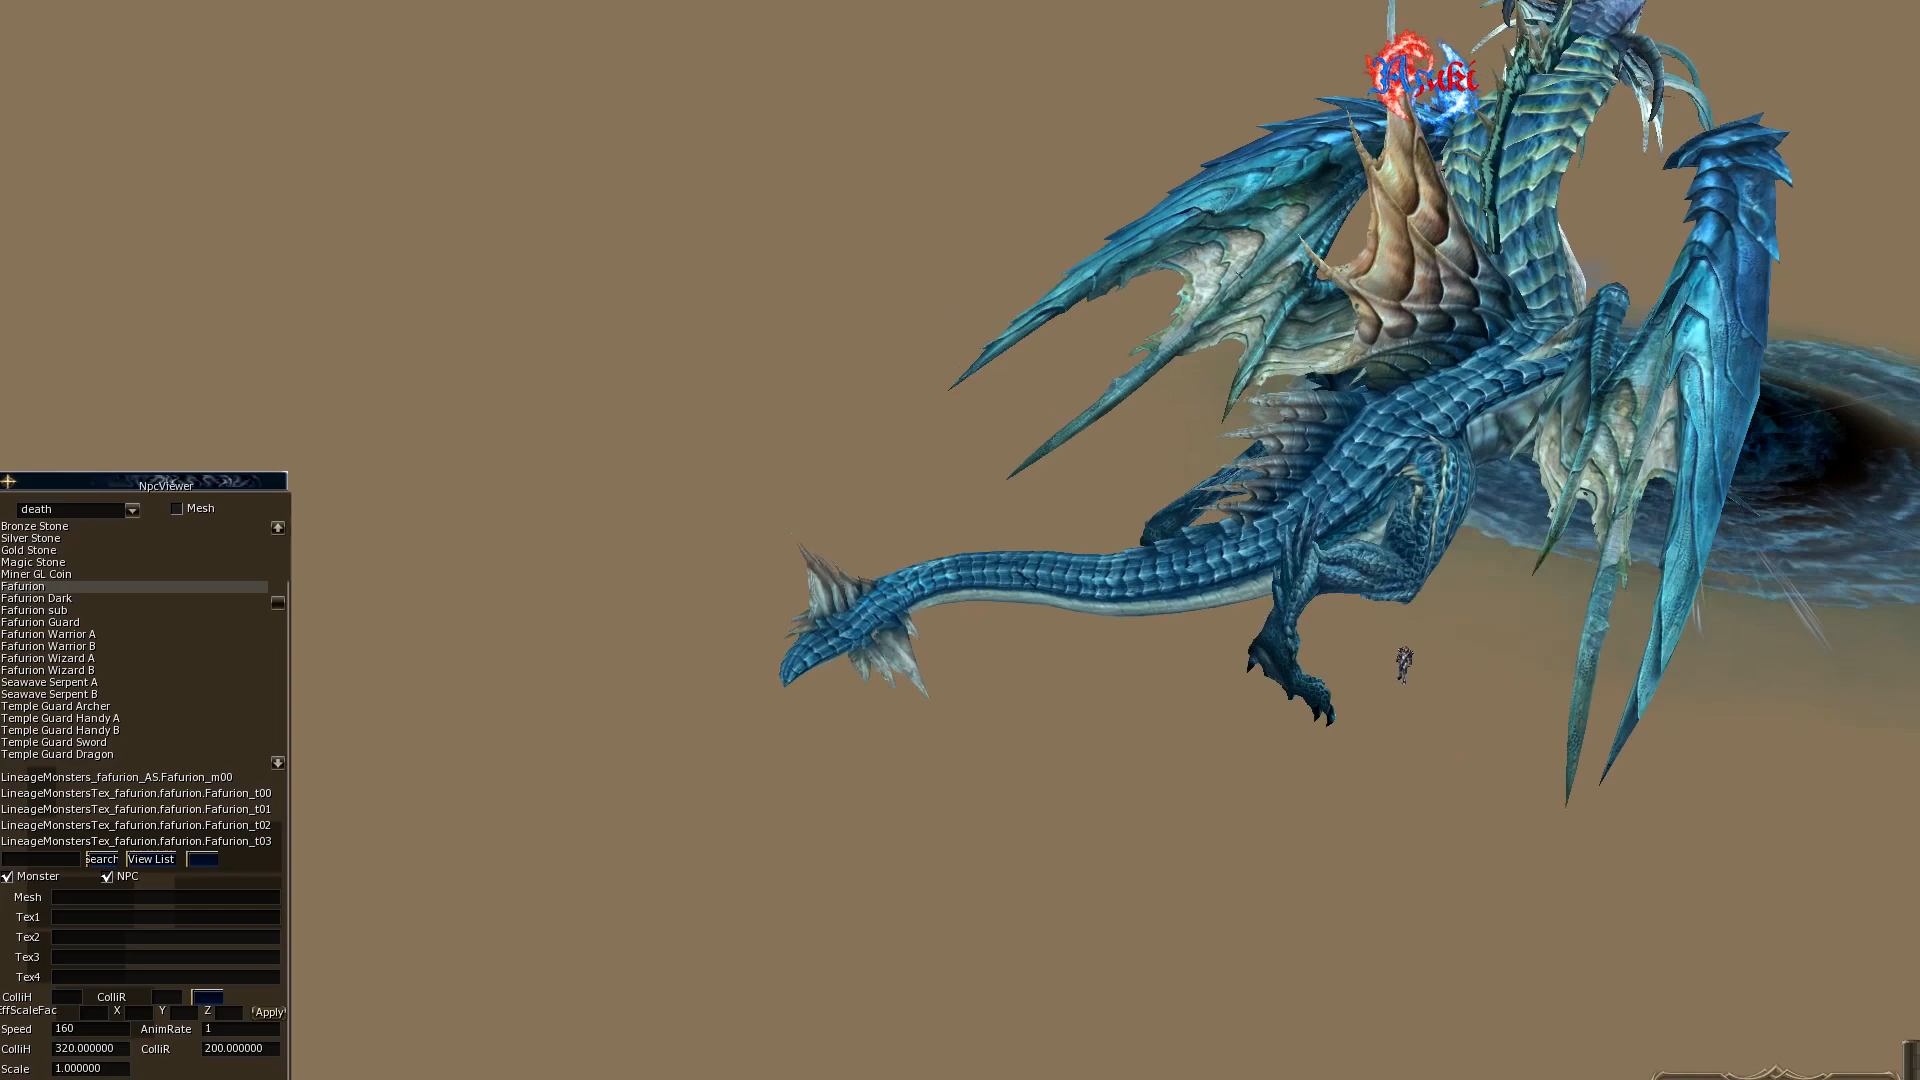 Asuki
NpcViewer
death
Mesh
Bronze Stone
Silver Stone
Gold Stone
Magic Stone
Miner GL Coin
Fafurion
Fafurion Dark
Fafurion sub
Fafurion Guard
Fafurion Warrior A
Fafurion Warrior B
Fafurion Wizard A
Fafurion Wizard B
Seawave Serpent A
Seawave Serpent B
Temple Guard Archer
Temple Guard Handy A
Temple Guard Handy B
Temple Guard Sword
Temple Guard Dragon
LineageMonsters_fafurion_AS.Fafurion_m00
LineageMonstersTex_fafurion.fafurion.Fafurion_t00
LineageMonstersTex_fafurion.fafurion.Fafurion_t01
LineageMonstersTex_fafurion.fafurion.Fafurion_t02
LineageMonstersTex_fafurion.fafurion.Fafurion_t03
Search View List
Monster NPC
Mesh
Tex1
Tex2
Tex3
Tex4
ColliH ColliR
EffScaleFac X Y Z Apply
Speed 160 AnimRate 1
ColliH 320.000000 ColliR 200.000000
Scale 1.000000